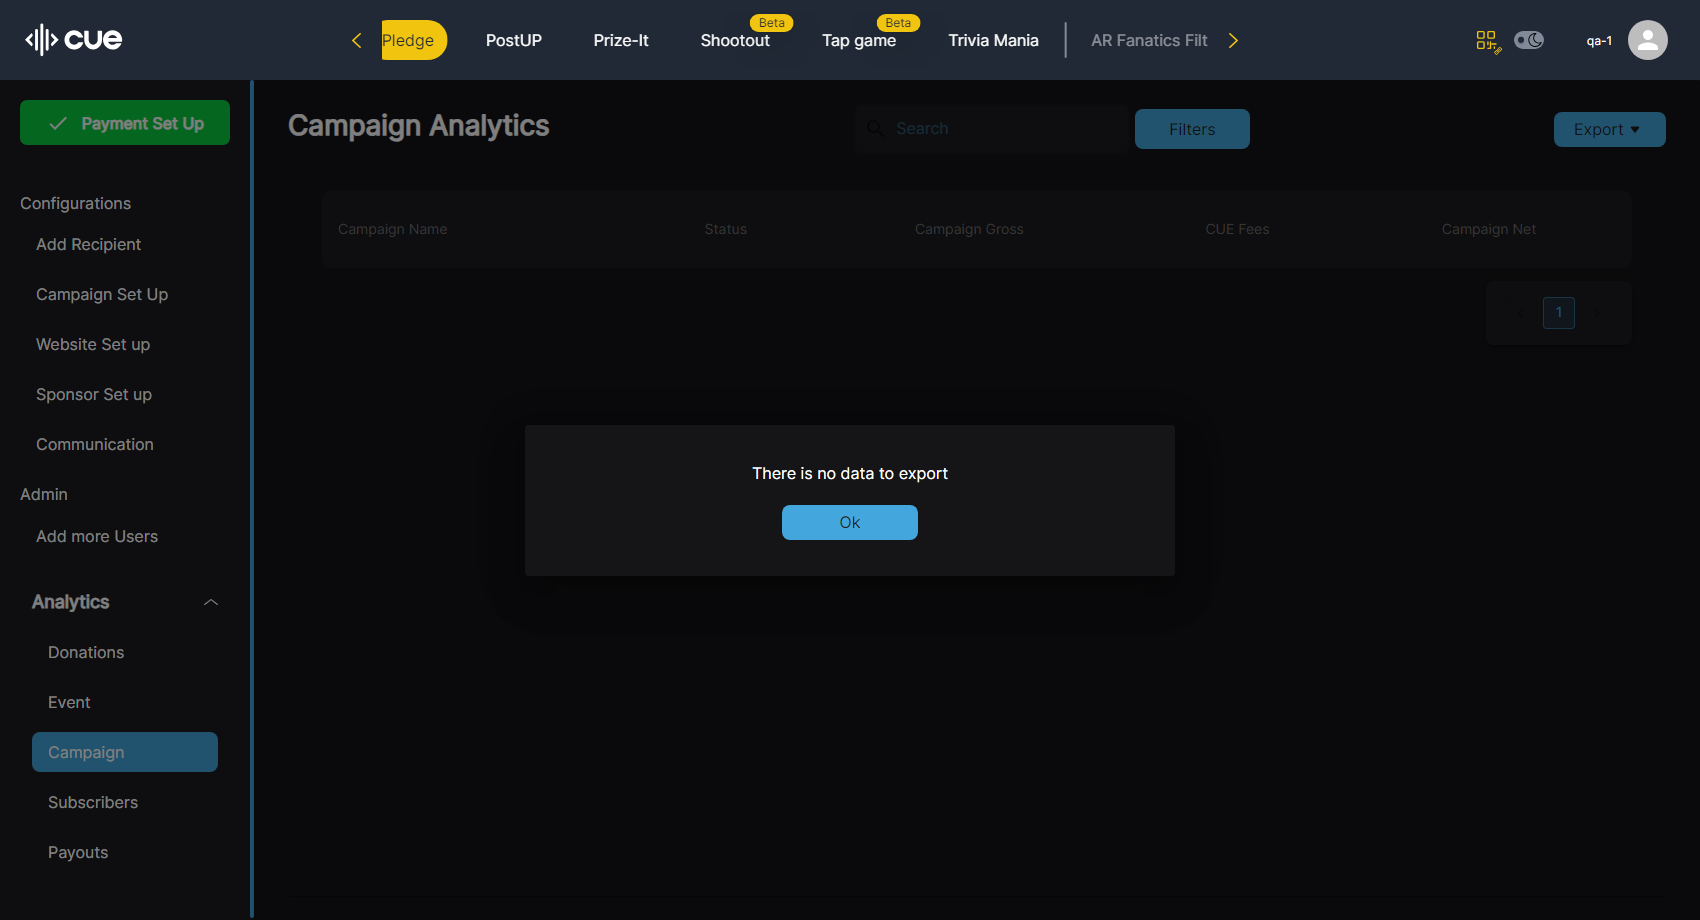 cue
Pledge
PostUP
Prize-It
Shootout
Beta
Tap game
Beta
Trivia Mania
AR Fanatics Filt
qa-1
Payment Set Up
Configurations
Add Recipient
Campaign Set Up
Website Set up
Sponsor Set up
Communication
Admin
Add more Users
Analytics
Donations
Event
Campaign
Subscribers
Payouts
Campaign Analytics
Search
Filters
Export
Campaign Name
Status
Campaign Gross
CUE Fees
Campaign Net
1
There is no data to export
Ok